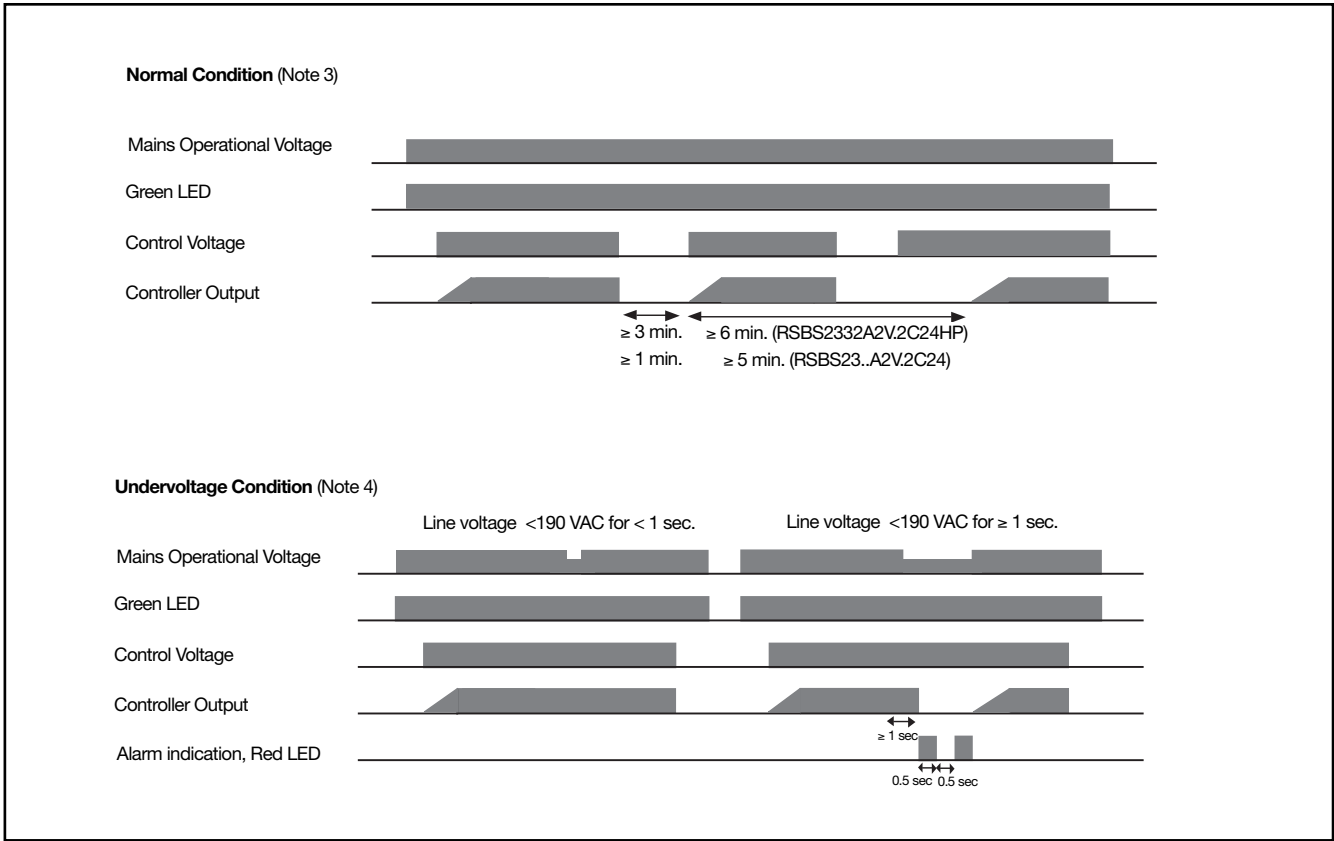 Normal Condition (Note 3)
Mains Operational Voltage
Green LED
Control Voltage
Controller Output
≥ 3 min. ≥ 6 min. (RSBS2332A2V.2C24HP)
≥ 1 min. ≥ 5 min. (RSBS23..A2V.2C24)
Undervoltage Condition (Note 4)
Line voltage <190 VAC for < 1 sec. Line voltage <190 VAC for ≥ 1 sec.
Mains Operational Voltage
Green LED
Control Voltage
Controller Output
≥ 1 sec
Alarm indication, Red LED
0.5 sec 0.5 sec